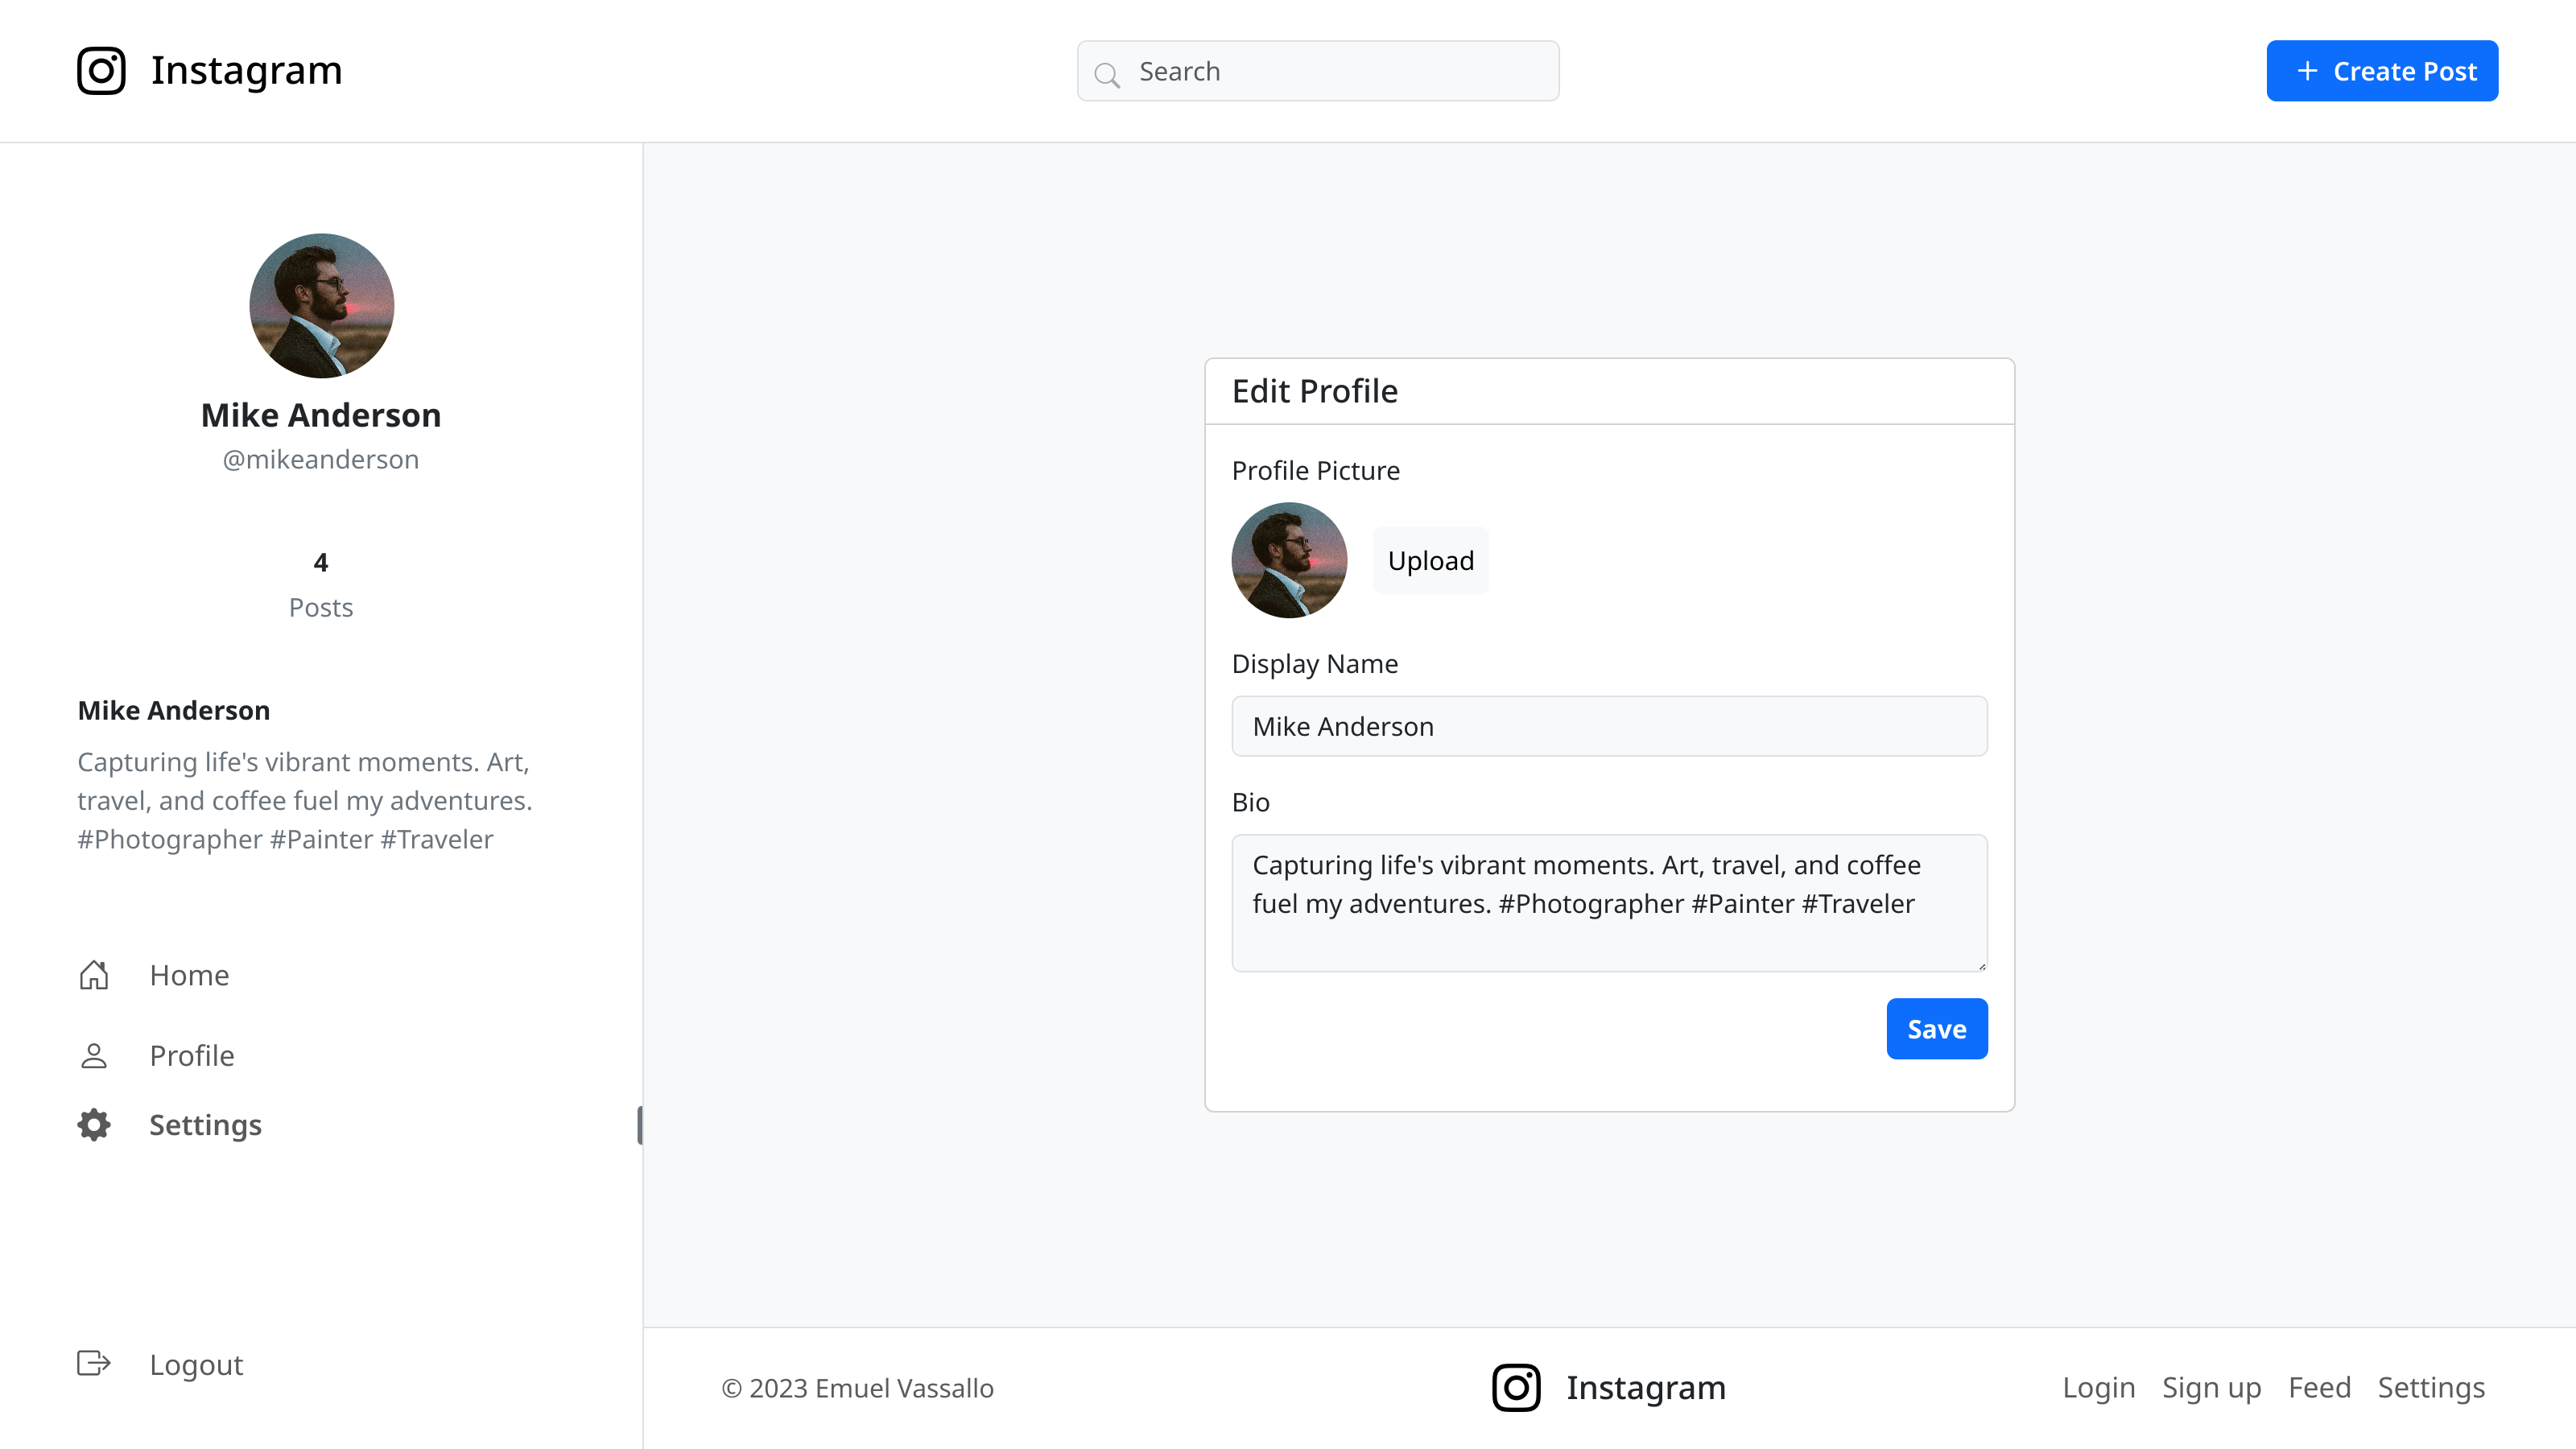 Instagram
Search
Create Post
Mike Anderson
@mikeanderson
4
Posts
Mike Anderson
Capturing life's vibrant moments. Art,
travel, and coffee fuel my adventures.
#Photographer #Painter #Traveler
Home
Profile
Settings
Logout
Edit Profile
Profile Picture
Upload
Display Name
Mike Anderson
Bio
Capturing life's vibrant moments. Art, travel, and coffee
fuel my adventures. #Photographer #Painter #Traveler
Save
© 2023 Emuel Vassallo
Instagram
Login Sign up Feed Settings